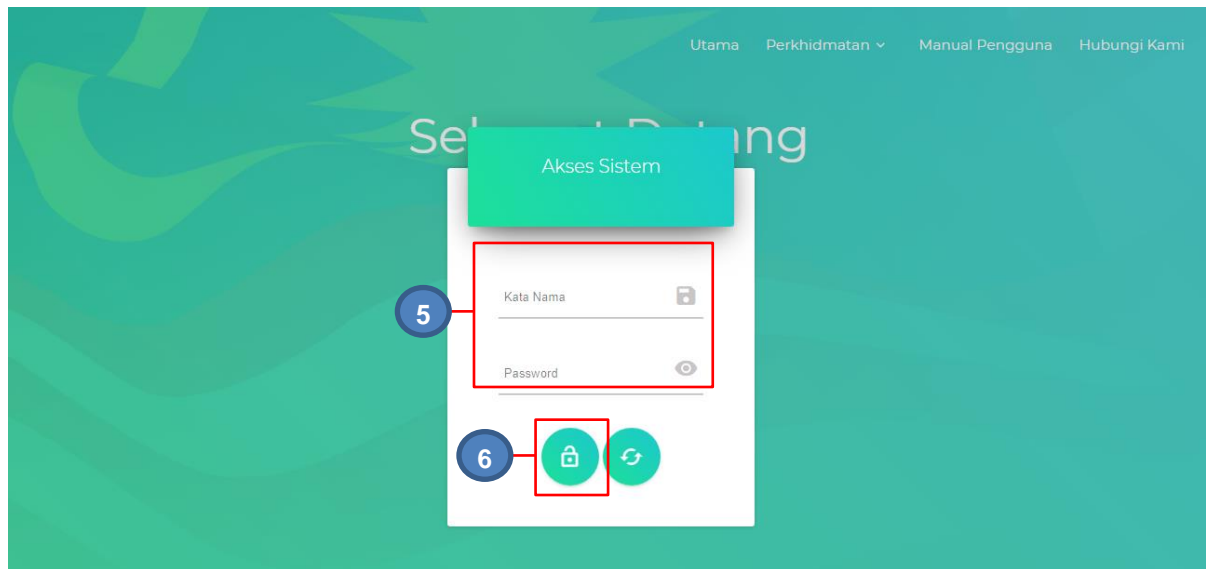 Utama Perkhidmatan Manual Pengguna Hubungi Kami
Akses Sistem
5
Kata Nama
Password
6